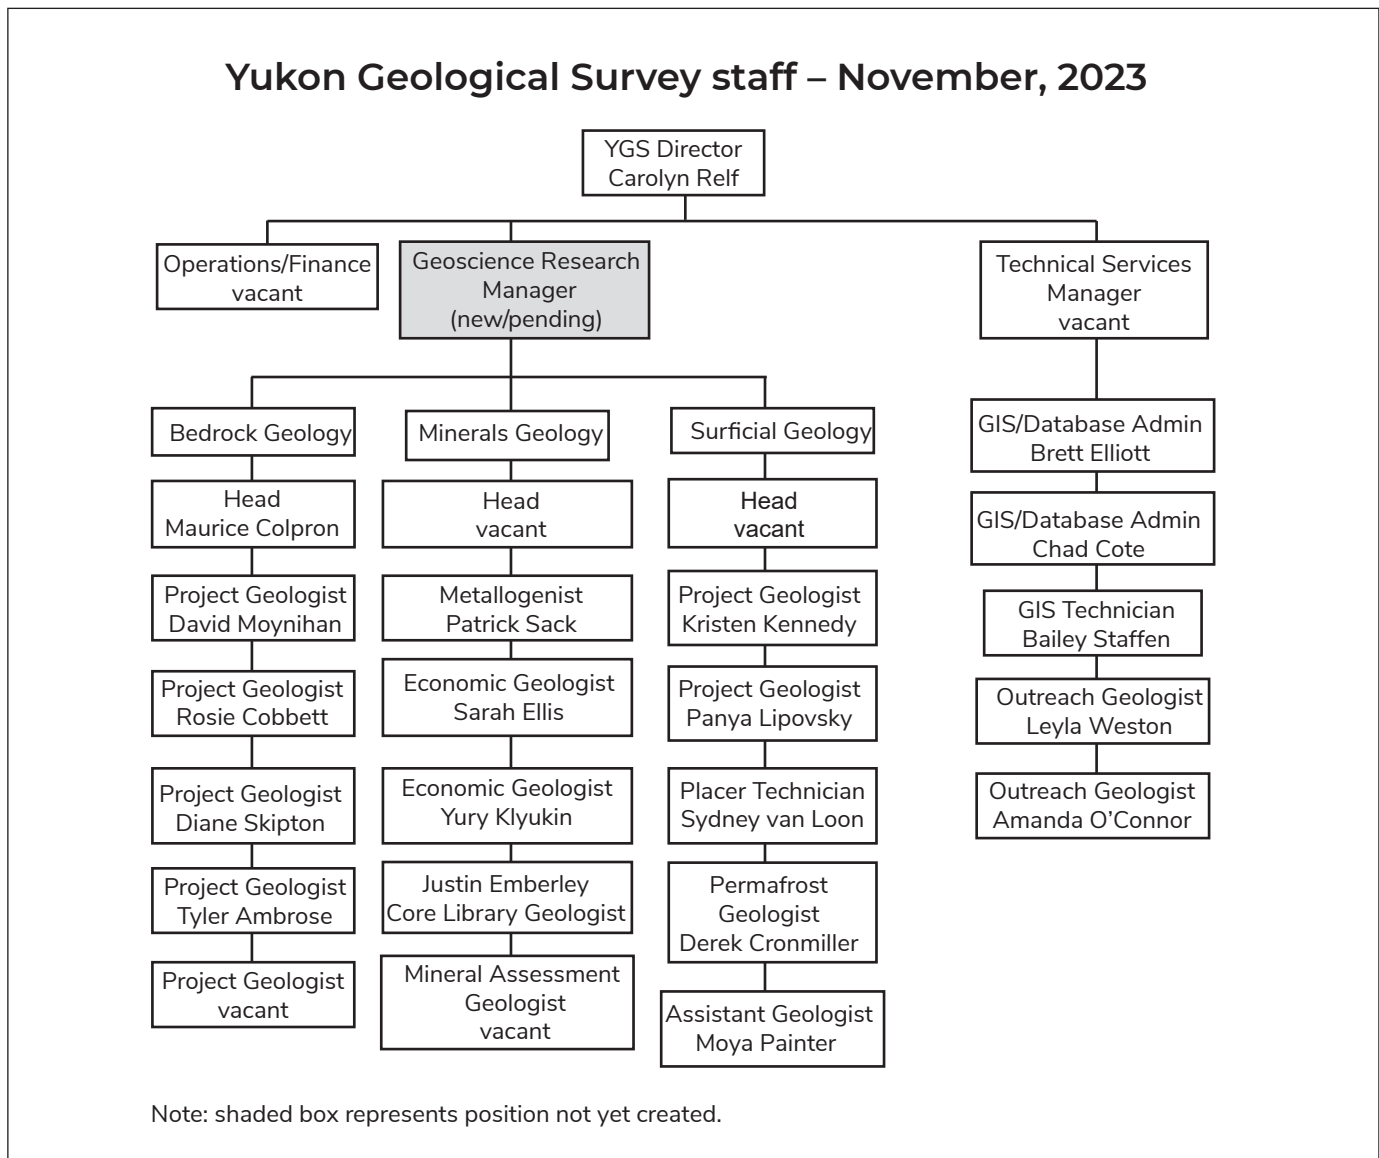 Yukon Geological Survey staff – November, 2023
YGS Director
Carolyn Relf
Operations/Finance
vacant
Geoscience Research
Manager
(new/pending)
Technical Services
Manager
vacant
Bedrock Geology
Head
Maurice Colpron
Project Geologist
David Moynihan
Project Geologist
Rosie Cobbett
Project Geologist
Diane Skipton
Project Geologist
Tyler Ambrose
Project Geologist
vacant
Minerals Geology
Head
vacant
Metallogenist
Patrick Sack
Economic Geologist
Sarah Ellis
Economic Geologist
Yury Klyukin
Justin Emberley
Core Library Geologist
Mineral Assessment
Geologist
vacant
Surficial Geology
Head
vacant
Project Geologist
Kristen Kennedy
Project Geologist
Panya Lipovsky
Placer Technician
Sydney van Loon
Permafrost
Geologist
Derek Cronmiller
Assistant Geologist
Moya Painter
GIS/Database Admin
Brett Elliott
GIS/Database Admin
Chad Cote
GIS Technician
Bailey Staffen
Outreach Geologist
Leyla Weston
Outreach Geologist
Amanda O’Connor
Note: shaded box represents position not yet created.